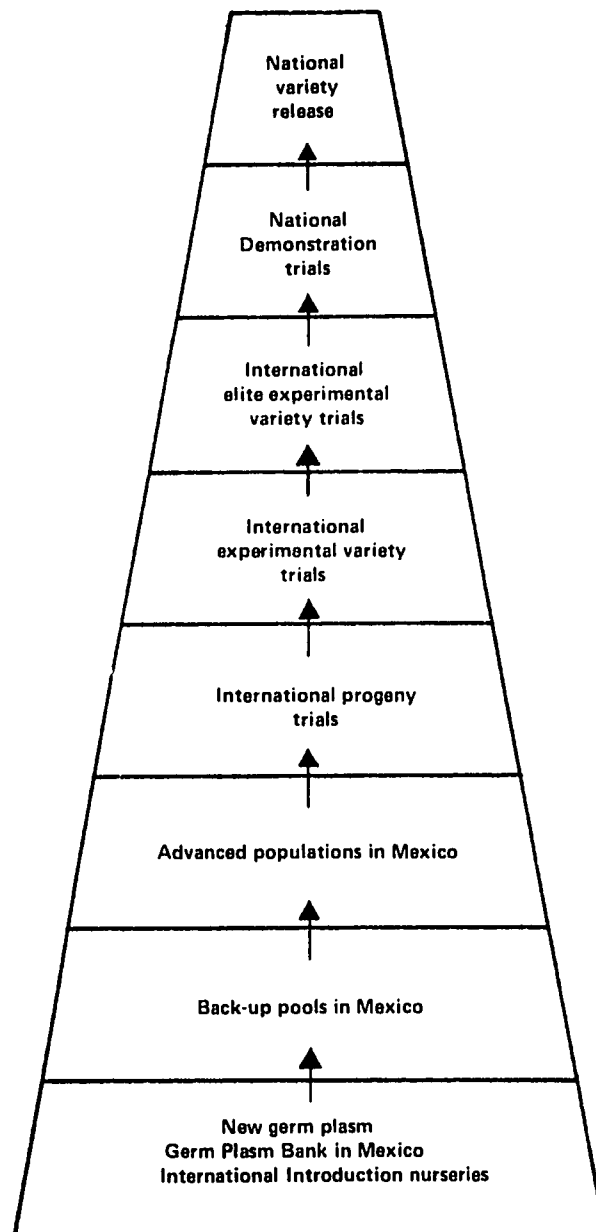 National
variety
release
National
Demonstration
trials
International
elite experimental
variety trials
International
experimental variety
trials
International progeny
trials
Advanced populations in Mexico
Back-up pools in Mexico
New germ plasm
Germ Plasm Bank in Mexico
International Introduction nurseries